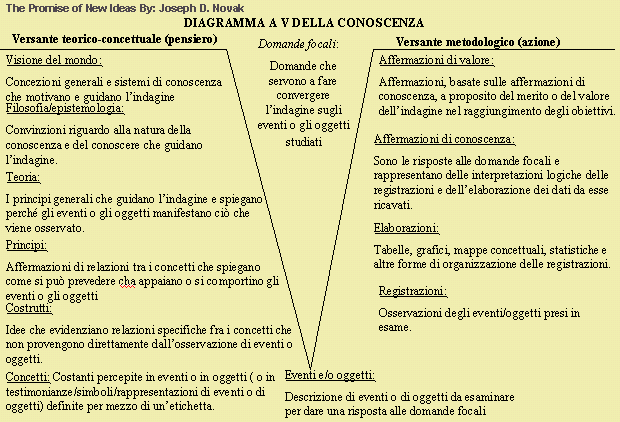 The Promise of New Ideas By: Joseph D. Novak
DIAGRAMMA A V DELLA CONOSCENZA
Versante teorico-concettuale (pensiero)
Visione del mondo:
Concezioni generali e sistemi di conoscenza
che motivano e guidano l'indagine
Filosofia/epistemologia:
Convinzioni riguardo alla natura della
conoscenza e del conoscere che guidano
l'indagine.
Teoria:
I principi generali che guidano l'indagine e spiegano
perché gli eventi o gli oggetti manifestano ciò che
viene osservato.
Principi:
Affermazioni di relazioni tra i concetti che spiegano
come si può prevedere cha appaiano o si comportino gli
eventi o gli oggetti
Costrutti:
Idee che evidenziano relazioni specifiche fra i concetti che
non provengono direttamente dall'osservazione di eventi o
oggetti.
Concetti: Costanti percepite in eventi o in oggetti ( o in
testimonianze/simboli/rappresentazioni di eventi o di
oggetti) definite per mezzo di un'etichetta.
Domande focali:
Domande che
servono a fare
convergere
l'indagine sugli
eventi o gli oggetti
studiati
Versante metodologico (azione)
Affermazioni di valore:
Affermazioni, basate sulle affermazioni di
conoscenza, a proposito del merito o del valore
dell'indagine nel raggiungimento degli obiettivi.
Affermazioni di conoscenza:
Sono le risposte alle domande focali e
rappresentano delle interpretazioni logiche delle
registrazioni e dell'elaborazione dei dati da esse
ricavati.
Elaborazioni:
Tabelle, grafici, mappe concettuali, statistiche e
altre forme di organizzazione delle registrazioni.
Registrazioni:
Osservazioni degli eventi/oggetti presi in
esame.
Eventi e/o oggetti:
Descrizione di eventi o di oggetti da esaminare
per dare una risposta alle domande focali